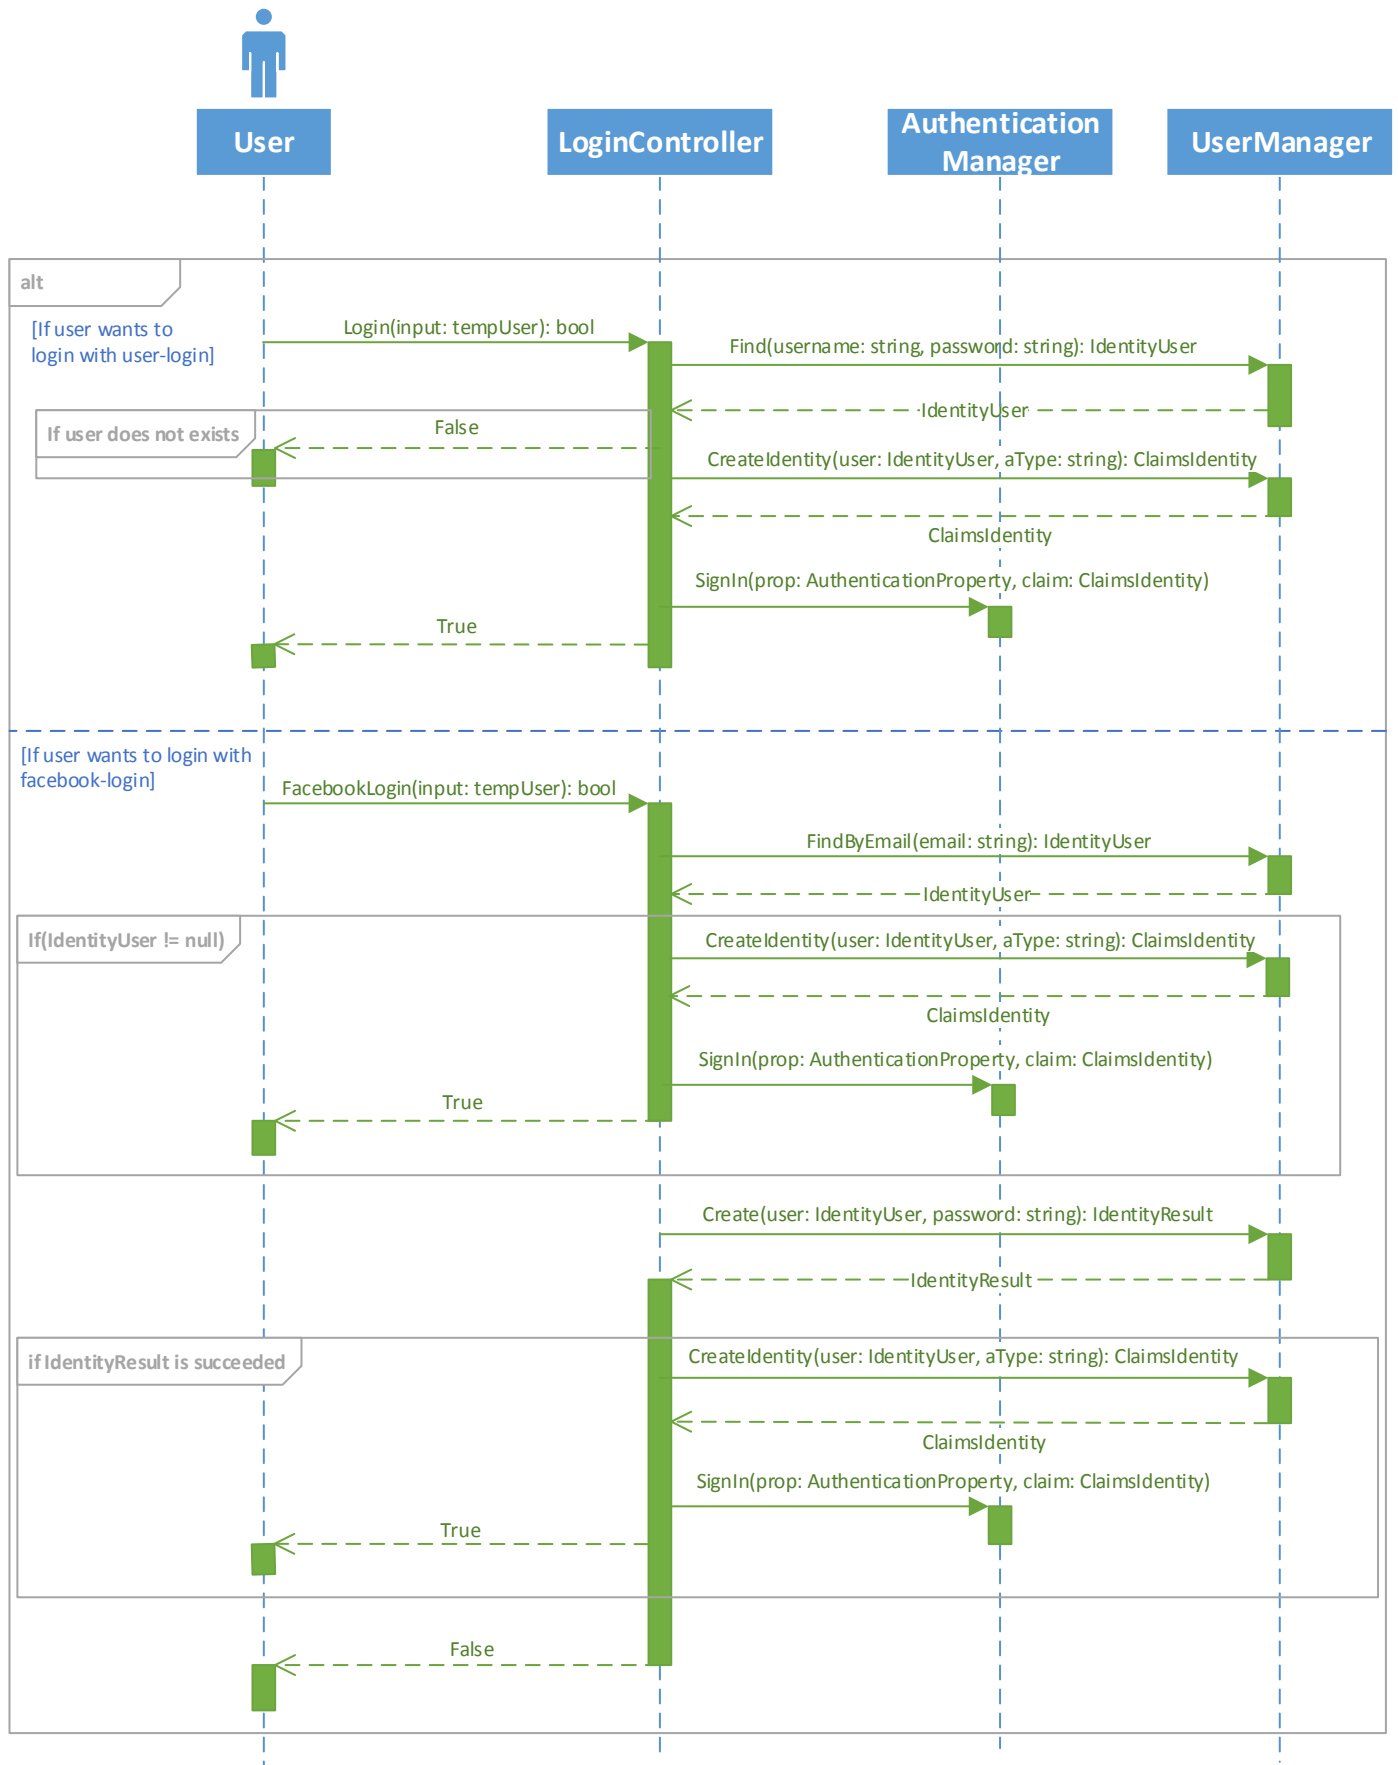 User
LoginController
Authentication
Manager
UserManager
alt
[If user wants to
login with user-login]
Login(input: tempUser): bool
Find(username: string, password: string): IdentityUser
IdentityUser
If user does not exists
False
CreateIdentity(user: IdentityUser, aType: string): ClaimsIdentity
ClaimsIdentity
SignIn(prop: AuthenticationProperty, claim: ClaimsIdentity)
True
[If user wants to login with
facebook-login]
FacebookLogin(input: tempUser): bool
FindByEmail(email: string): IdentityUser
IdentityUser
If(IdentityUser != null)
CreateIdentity(user: IdentityUser, aType: string): ClaimsIdentity
ClaimsIdentity
SignIn(prop: AuthenticationProperty, claim: ClaimsIdentity)
True
Create(user: IdentityUser, password: string): IdentityResult
IdentityResult
if IdentityResult is succeeded
CreateIdentity(user: IdentityUser, aType: string): ClaimsIdentity
ClaimsIdentity
SignIn(prop: AuthenticationProperty, claim: ClaimsIdentity)
True
False